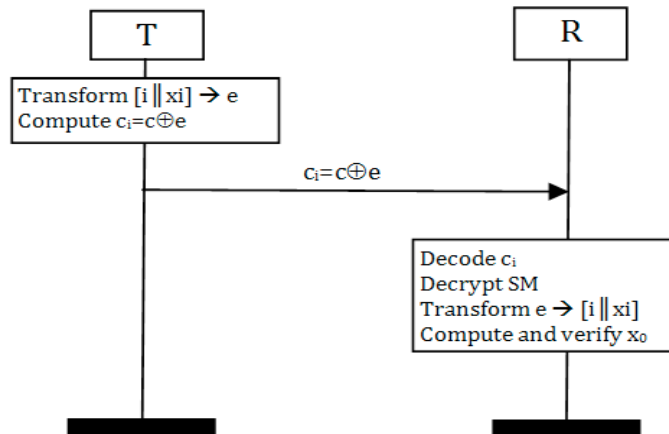 T
R
Transform [i‖xi] → e
Compute cᵢ=c⊕e
cᵢ=c⊕e
Decode cᵢ
Decrypt SM
Transform e → [i‖xi]
Compute and verify x₀